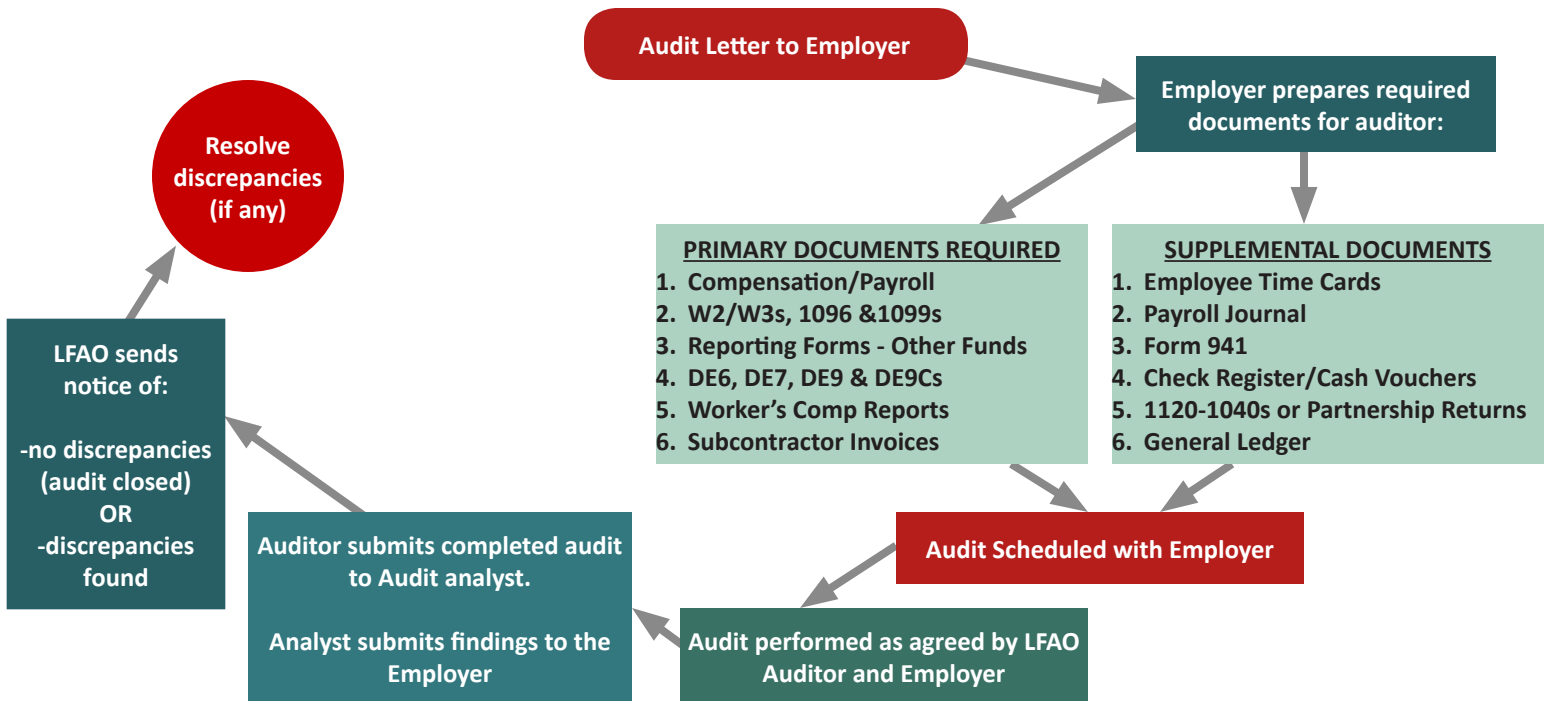 Audit Letter to Employer
Employer prepares required
documents for auditor:
PRIMARY DOCUMENTS REQUIRED
1. Compensation/Payroll
2. W2/W3s, 1096 &1099s
3. Reporting Forms - Other Funds
4. DE6, DE7, DE9 & DE9Cs
5. Worker’s Comp Reports
6. Subcontractor Invoices
SUPPLEMENTAL DOCUMENTS
1. Employee Time Cards
2. Payroll Journal
3. Form 941
4. Check Register/Cash Vouchers
5. 1120-1040s or Partnership Returns
6. General Ledger
Audit Scheduled with Employer
Audit performed as agreed by LFAO
Auditor and Employer
Auditor submits completed audit
to Audit analyst.
Analyst submits findings to the
Employer
LFAO sends
notice of:
-no discrepancies
(audit closed)
OR
-discrepancies
found
Resolve
discrepancies
(if any)